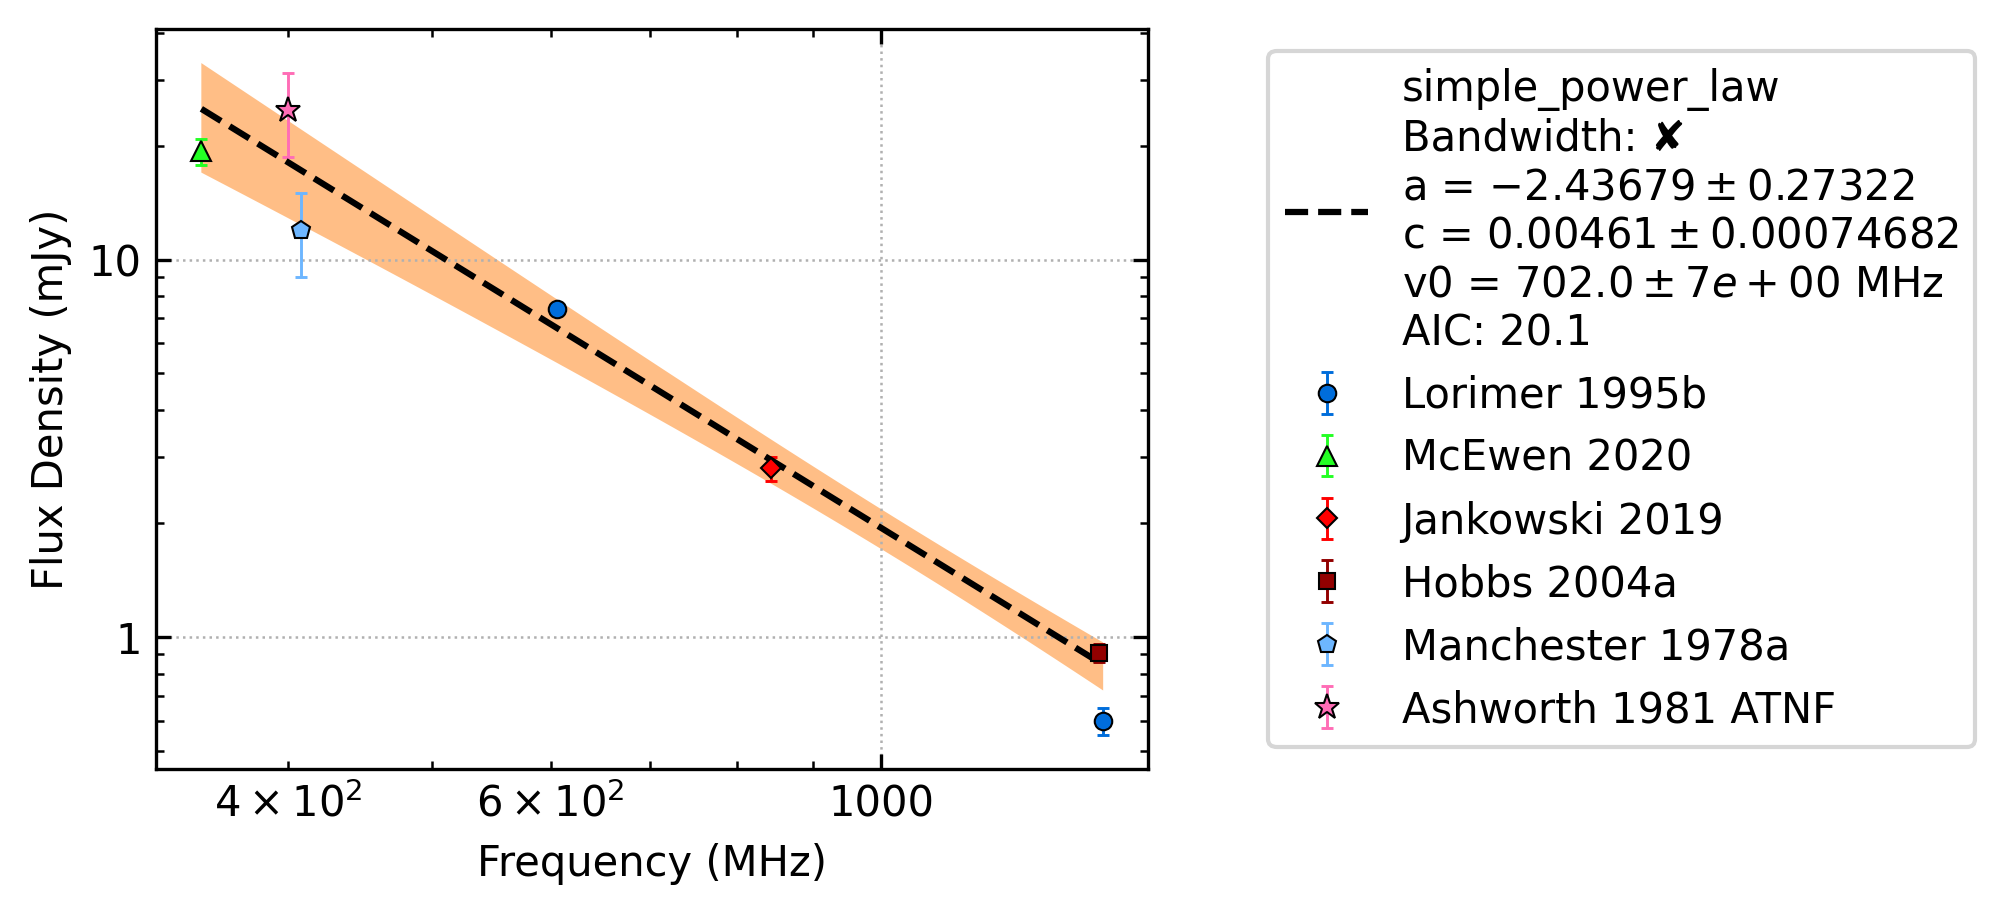 Flux Density (mJy)
10
1
4 × 10²
6 × 10²
1000
Frequency (MHz)
simple_power_law
Bandwidth: ✘
a = −2.43679 ± 0.27322
c = 0.00461 ± 0.00074682
v0 = 702.0 ± 7e + 00 MHz
AIC: 20.1
Lorimer 1995b
McEwen 2020
Jankowski 2019
Hobbs 2004a
Manchester 1978a
Ashworth 1981 ATNF